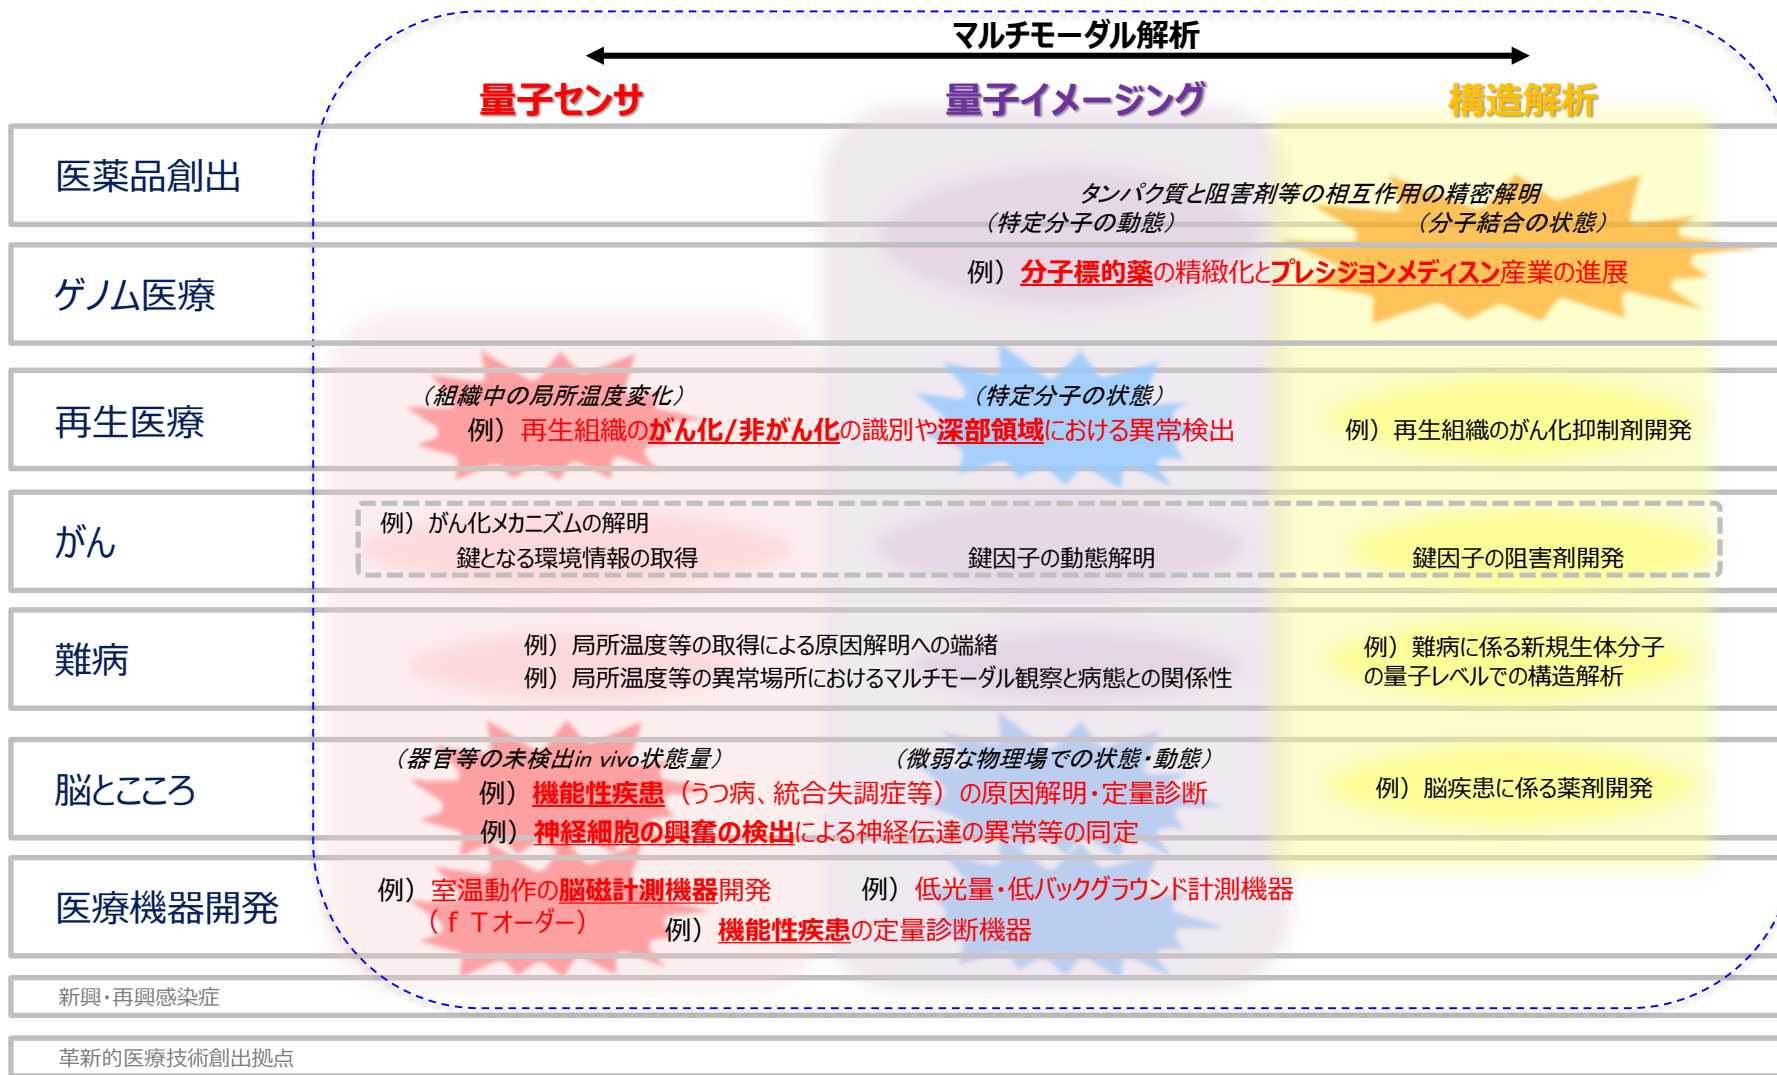 マルチモーダル解析
量子センサ
量子イメージング
構造解析
医薬品創出
タンパク質と阻害剤等の相互作用の精密解明
（特定分子の動態）
（分子結合の状態）
ゲノム医療
例）分子標的薬の精緻化とプレシジョンメディスン産業の進展
再生医療
（組織中の局所温度変化）
（特定分子の状態）
例）再生組織のがん化/非がん化の識別や深部領域における異常検出
例）再生組織のがん化抑制剤開発
がん
例）がん化メカニズムの解明
鍵となる環境情報の取得
鍵因子の動態解明
鍵因子の阻害剤開発
難病
例）局所温度等の取得による原因解明への端緒
例）局所温度等の異常場所におけるマルチモーダル観察と病態との関係性
例）難病に係る新規生体分子
の量子レベルでの構造解析
脳とこころ
（器官等の未検出in vivo状態量）
（微弱な物理場での状態・動態）
例）機能性疾患（うつ病、統合失調症等）の原因解明・定量診断
例）神経細胞の興奮の検出による神経伝達の異常等の同定
例）脳疾患に係る薬剤開発
医療機器開発
例）室温動作の脳磁計測機器開発
（ｆＴオーダー）
例）低光量・低バックグラウンド計測機器
例）機能性疾患の定量診断機器
新興・再興感染症
革新的医療技術創出拠点